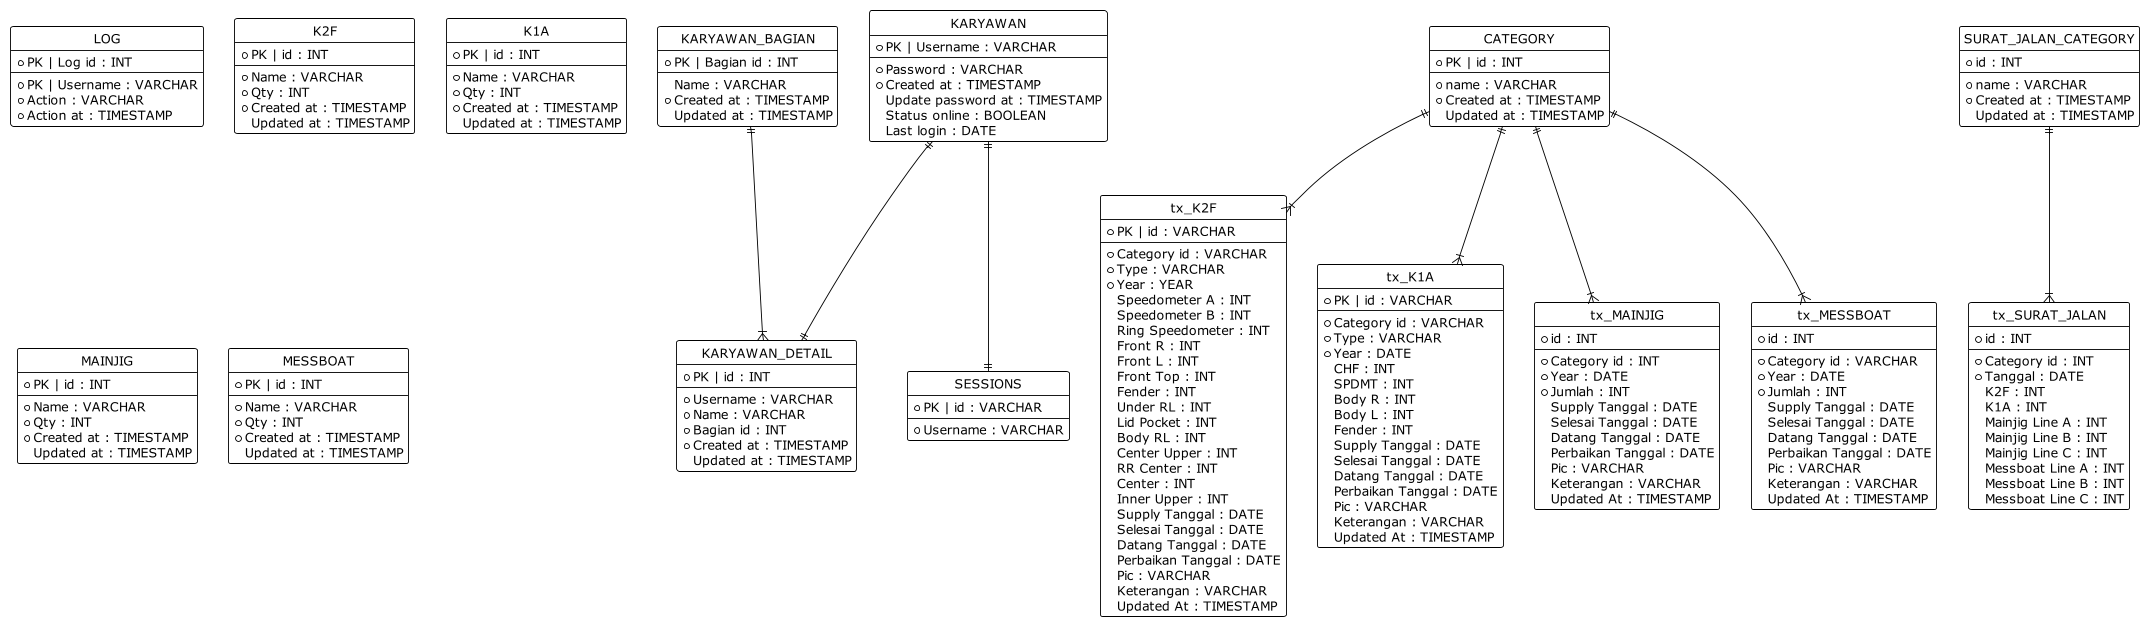 LOG
PK | Log id : INT
PK | Username : VARCHAR
Action : VARCHAR
Action at : TIMESTAMP
K2F
PK | id : INT
Name : VARCHAR
Qty : INT
Created at : TIMESTAMP
Updated at : TIMESTAMP
K1A
PK | id : INT
Name : VARCHAR
Qty : INT
Created at : TIMESTAMP
Updated at : TIMESTAMP
KARYAWAN_BAGIAN
PK | Bagian id : INT
Name : VARCHAR
Created at : TIMESTAMP
Updated at : TIMESTAMP
KARYAWAN
PK | Username : VARCHAR
Password : VARCHAR
Created at : TIMESTAMP
Update password at : TIMESTAMP
Status online : BOOLEAN
Last login : DATE
CATEGORY
PK | id : INT
name : VARCHAR
Created at : TIMESTAMP
Updated at : TIMESTAMP
SURAT_JALAN_CATEGORY
id : INT
name : VARCHAR
Created at : TIMESTAMP
Updated at : TIMESTAMP
MAINJIG
PK | id : INT
Name : VARCHAR
Qty : INT
Created at : TIMESTAMP
Updated at : TIMESTAMP
MESSBOAT
PK | id : INT
Name : VARCHAR
Qty : INT
Created at : TIMESTAMP
Updated at : TIMESTAMP
KARYAWAN_DETAIL
PK | id : INT
Username : VARCHAR
Name : VARCHAR
Bagian id : INT
Created at : TIMESTAMP
Updated at : TIMESTAMP
SESSIONS
PK | id : VARCHAR
Username : VARCHAR
tx_K2F
PK | id : VARCHAR
Category id : VARCHAR
Type : VARCHAR
Year : YEAR
Speedometer A : INT
Speedometer B : INT
Ring Speedometer : INT
Front R : INT
Front L : INT
Front Top : INT
Fender : INT
Under RL : INT
Lid Pocket : INT
Body RL : INT
Center Upper : INT
RR Center : INT
Center : INT
Inner Upper : INT
Supply Tanggal : DATE
Selesai Tanggal : DATE
Datang Tanggal : DATE
Perbaikan Tanggal : DATE
Pic : VARCHAR
Keterangan : VARCHAR
Updated At : TIMESTAMP
tx_K1A
PK | id : VARCHAR
Category id : VARCHAR
Type : VARCHAR
Year : DATE
CHF : INT
SPDMT : INT
Body R : INT
Body L : INT
Fender : INT
Supply Tanggal : DATE
Selesai Tanggal : DATE
Datang Tanggal : DATE
Perbaikan Tanggal : DATE
Pic : VARCHAR
Keterangan : VARCHAR
Updated At : TIMESTAMP
tx_MAINJIG
id : INT
Category id : INT
Year : DATE
Jumlah : INT
Supply Tanggal : DATE
Selesai Tanggal : DATE
Datang Tanggal : DATE
Perbaikan Tanggal : DATE
Pic : VARCHAR
Keterangan : VARCHAR
Updated At : TIMESTAMP
tx_MESSBOAT
id : INT
Category id : VARCHAR
Year : DATE
Jumlah : INT
Supply Tanggal : DATE
Selesai Tanggal : DATE
Datang Tanggal : DATE
Perbaikan Tanggal : DATE
Pic : VARCHAR
Keterangan : VARCHAR
Updated At : TIMESTAMP
tx_SURAT_JALAN
id : INT
Category id : INT
Tanggal : DATE
K2F : INT
K1A : INT
Mainjig Line A : INT
Mainjig Line B : INT
Mainjig Line C : INT
Messboat Line A : INT
Messboat Line B : INT
Messboat Line C : INT